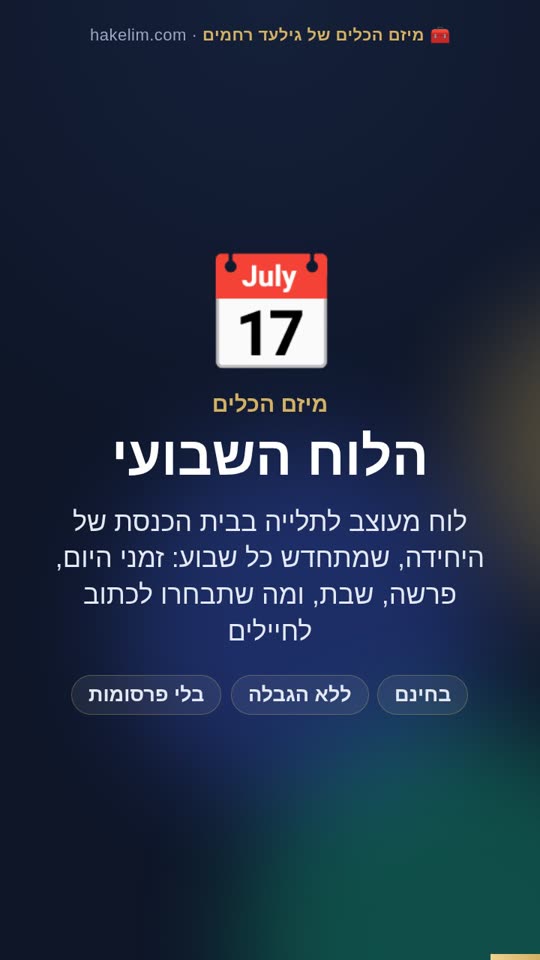 🧰 מיזם הכלים של גילעד רחמים · hakelim.com
July
17
מיזם הכלים
הלוח השבועי
לוח מעוצב לתלייה בבית הכנסת של
היחידה, שמתחדש כל שבוע: זמני היום,
פרשה, שבת, ומה שתבחרו לכתוב
לחיילים
בחינם
ללא הגבלה
בלי פרסומות